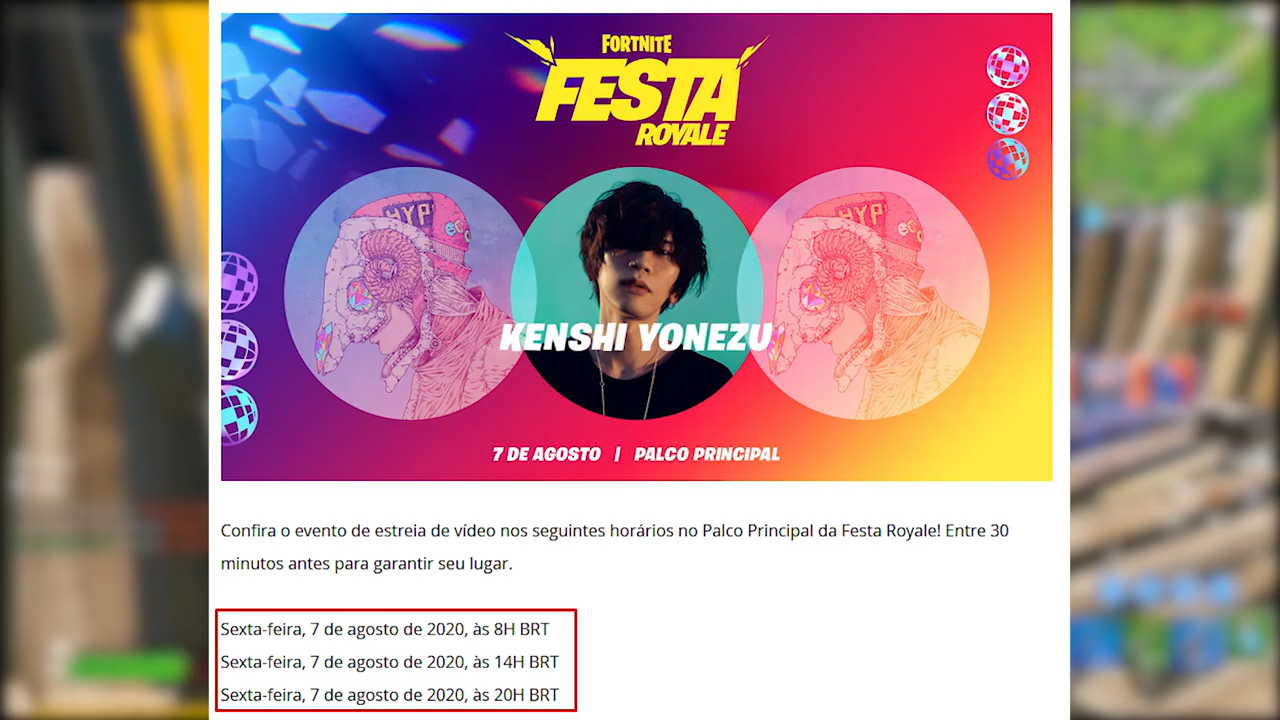 FORTNITE
FESTA
ROYALE
HYP
HYP
KENSHI YONEZU
7 DE AGOSTO | PALCO PRINCIPAL
Confira o evento de estreia de vídeo nos seguintes horários no Palco Principal da Festa Royale! Entre 30
minutos antes para garantir seu lugar.
Sexta-feira, 7 de agosto de 2020, às 8H BRT
Sexta-feira, 7 de agosto de 2020, às 14H BRT
Sexta-feira, 7 de agosto de 2020, às 20H BRT